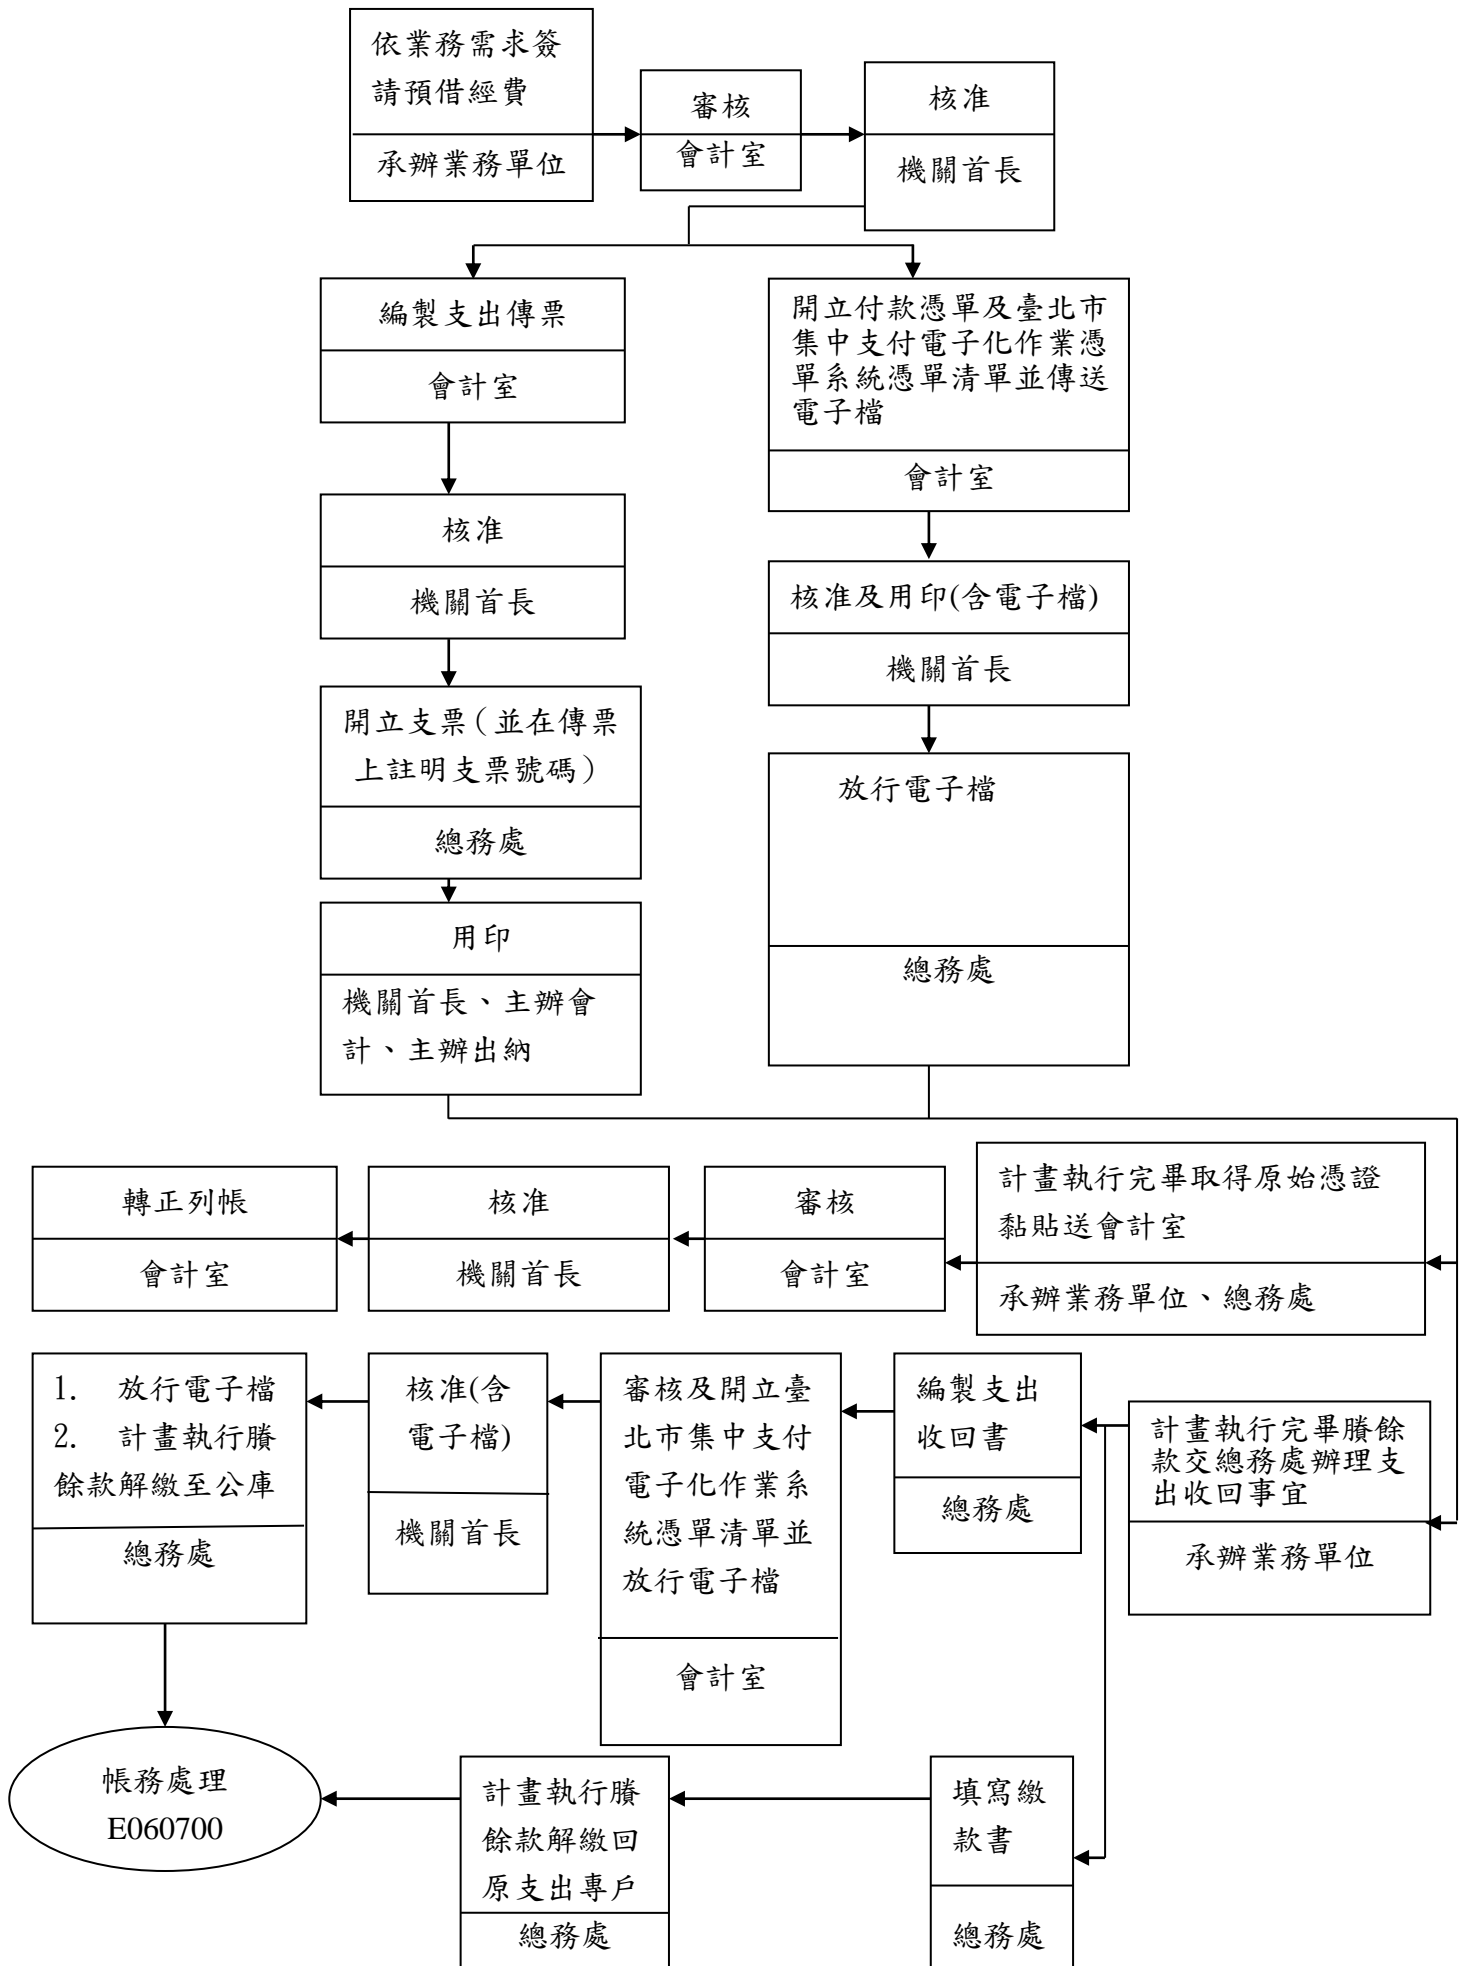 依業務需求簽
請預借經費
承辦業務單位
審核
會計室
核准
機關首長
編製支出傳票
會計室
核准
機關首長
開立支票（並在傳票
上註明支票號碼）
總務處
用印
機關首長、主辦會
計、主辦出納
開立付款憑單及臺北市
集中支付電子化作業憑
單系統憑單清單並傳送
電子檔
會計室
核准及用印(含電子檔)
機關首長
放行電子檔
總務處
計畫執行完畢取得原始憑證
黏貼送會計室
承辦業務單位、總務處
審核
會計室
核准
機關首長
轉正列帳
會計室
計畫執行完畢賸餘
款交總務處辦理支
出收回事宜
承辦業務單位
編製支出
收回書
總務處
審核及開立臺
北市集中支付
電子化作業系
統憑單清單並
放行電子檔
會計室
核准(含
電子檔)
機關首長
1. 放行電子檔
2. 計畫執行賸
餘款解繳至公庫
總務處
填寫繳
款書
總務處
計畫執行賸
餘款解繳回
原支出專戶
總務處
帳務處理
E060700